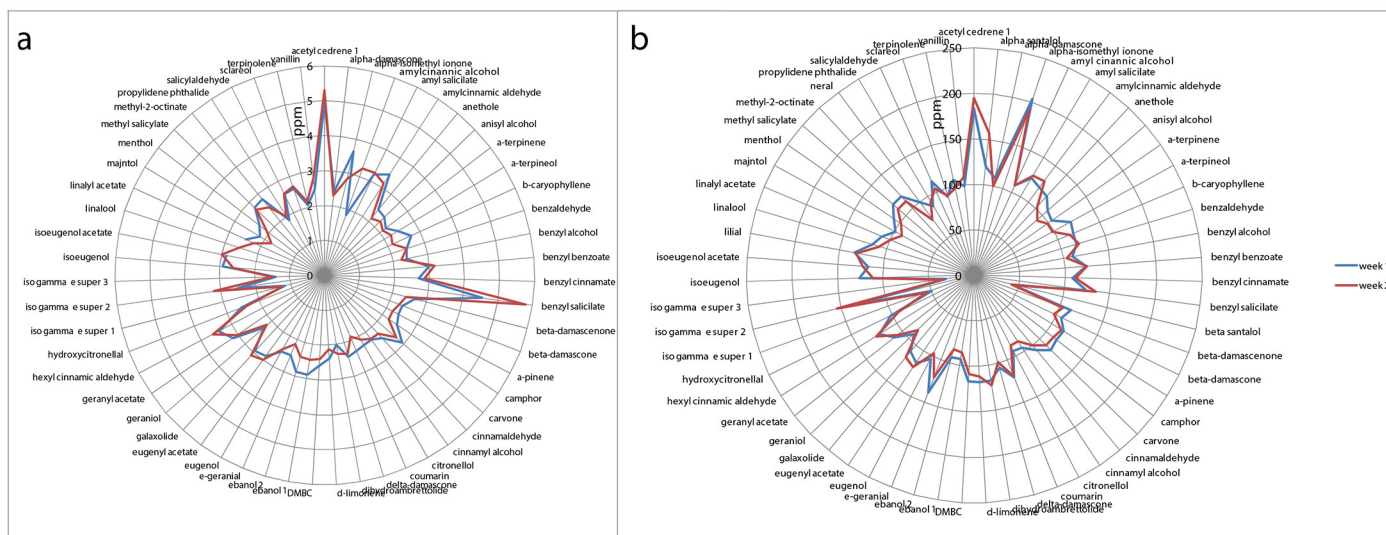 a
acetyl cedrene 1
alpha-damascone
alpha-isomethyl ionone
amylcinannic alcohol
amyl salicilate
amylcinnamic aldehyde
anethole
anisyl alcohol
a-terpinene
a-terpineol
b-caryophyllene
benzaldehyde
benzyl alcohol
benzyl benzoate
benzyl cinnamate
benzyl salicilate
beta-damascenone
beta-damascone
a-pinene
camphor
carvone
cinnamaldehyde
cinnamyl alcohol
citronellol
coumarin
delta-damascone
dihydroambrettolide
d-limonene
DMBC
ebanol 1
ebanol 2
e-geranial
eugenol
eugenyl acetate
galaxolide
geraniol
geranyl acetate
hexyl cinnamic aldehyde
hydroxycitronellal
iso gamma e super 1
iso gamma e super 2
iso gamma e super 3
isoeugenol
isoeugenol acetate
linalool
linalyl acetate
majntol
menthol
methyl salicylate
methyl-2-octinate
propylidene phthalide
salicylaldehyde
sclareol
terpinolene
vanillin
ppm
6
5
4
3
2
1
0
b
acetyl cedrene 1
alpha santalol
alpha-damascone
alpha-isomethyl ionone
amyl cinannic alcohol
amyl salicilate
amylcinnamic aldehyde
anethole
anisyl alcohol
a-terpinene
a-terpineol
b-caryophyllene
benzaldehyde
benzyl alcohol
benzyl benzoate
benzyl cinnamate
benzyl salicilate
beta santalol
beta-damascenone
beta-damascone
a-pinene
camphor
carvone
cinnamaldehyde
cinnamyl alcohol
citronellol
coumarin
delta-damascone
dihydroambrettolide
d-limonene
DMBC
ebanol 1
ebanol 2
e-geranial
eugenol
eugenyl acetate
galaxolide
geraniol
geranyl acetate
hexyl cinnamic aldehyde
hydroxycitronellal
iso gamma e super 1
iso gamma e super 2
iso gamma e super 3
isoeugenol
isoeugenol acetate
lilial
linalool
linalyl acetate
majntol
menthol
methyl salicylate
methyl-2-octinate
neral
propylidene phthalide
salicylaldehyde
sclareol
terpinolene
vanillin
ppm
250
200
150
100
50
0
week
week 2